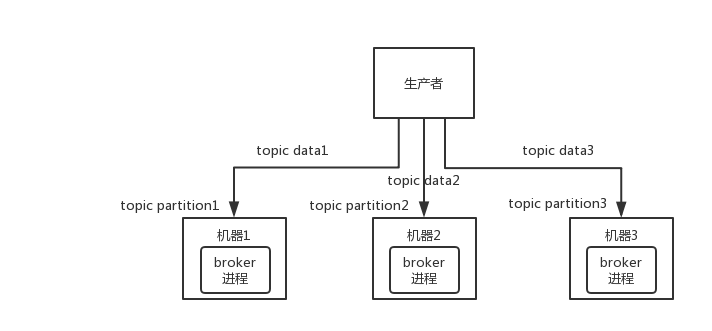 生产者
topic data1
topic data3
topic data2
topic partition1
topic partition2
topic partition3
机器1
机器2
机器3
broker
进程
broker
进程
broker
进程